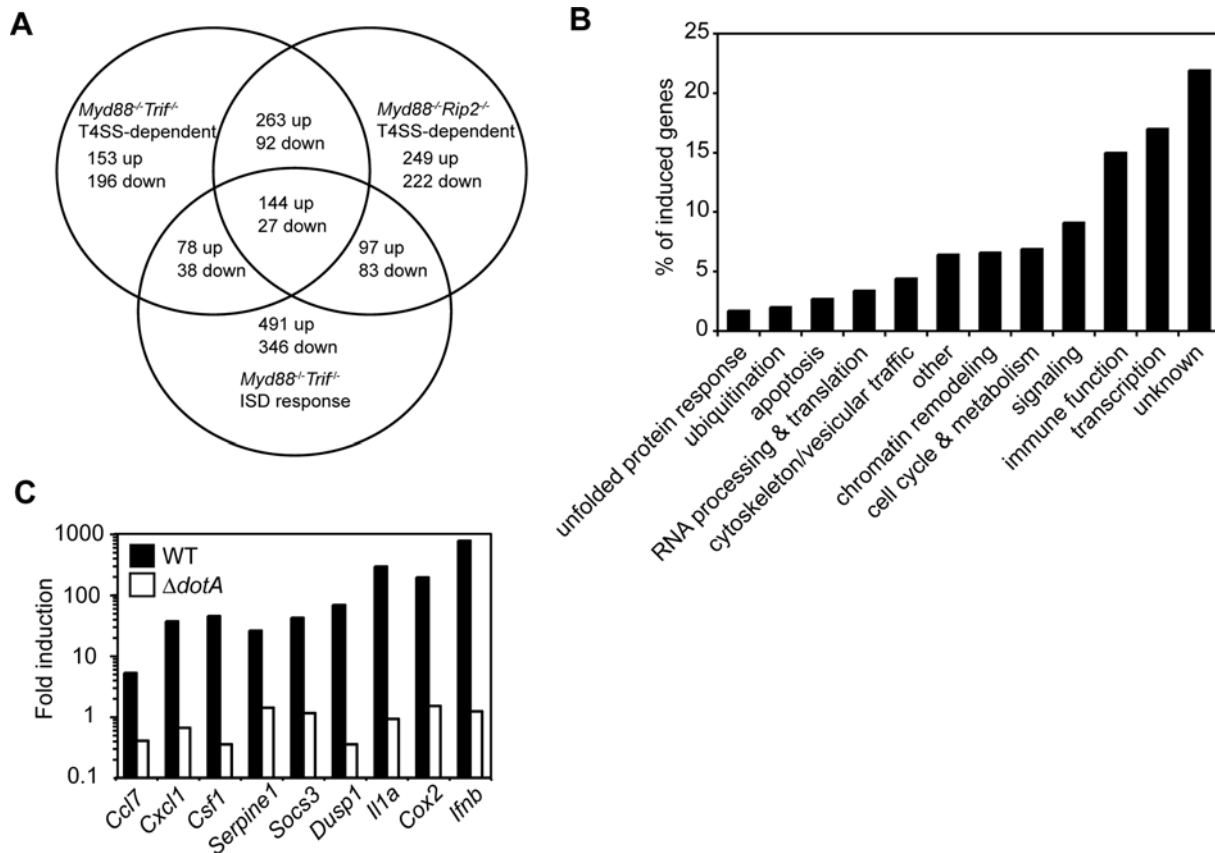 A
Myd88-/-Trif-/-
T4SS-dependent
153 up
196 down
263 up
92 down
Myd88-/-Rip2-/-
T4SS-dependent
249 up
222 down
144 up
27 down
78 up
38 down
97 up
83 down
491 up
346 down
Myd88-/-Trif-/-
ISD response
B
% of induced genes
25
20
15
10
5
0
unfolded protein response
ubiquitination
apoptosis
RNA processing & translation
cytoskeleton/vesicular traffic
other
chromatin remodeling
cell cycle & metabolism
signaling
immune function
transcription
unknown
C
Fold induction
1000
100
10
1
0.1
WT
ΔdotA
Ccl7
Cxcl1
Csf1
Serpine1
Socs3
Dusp1
Il1a
Cox2
Ifnb